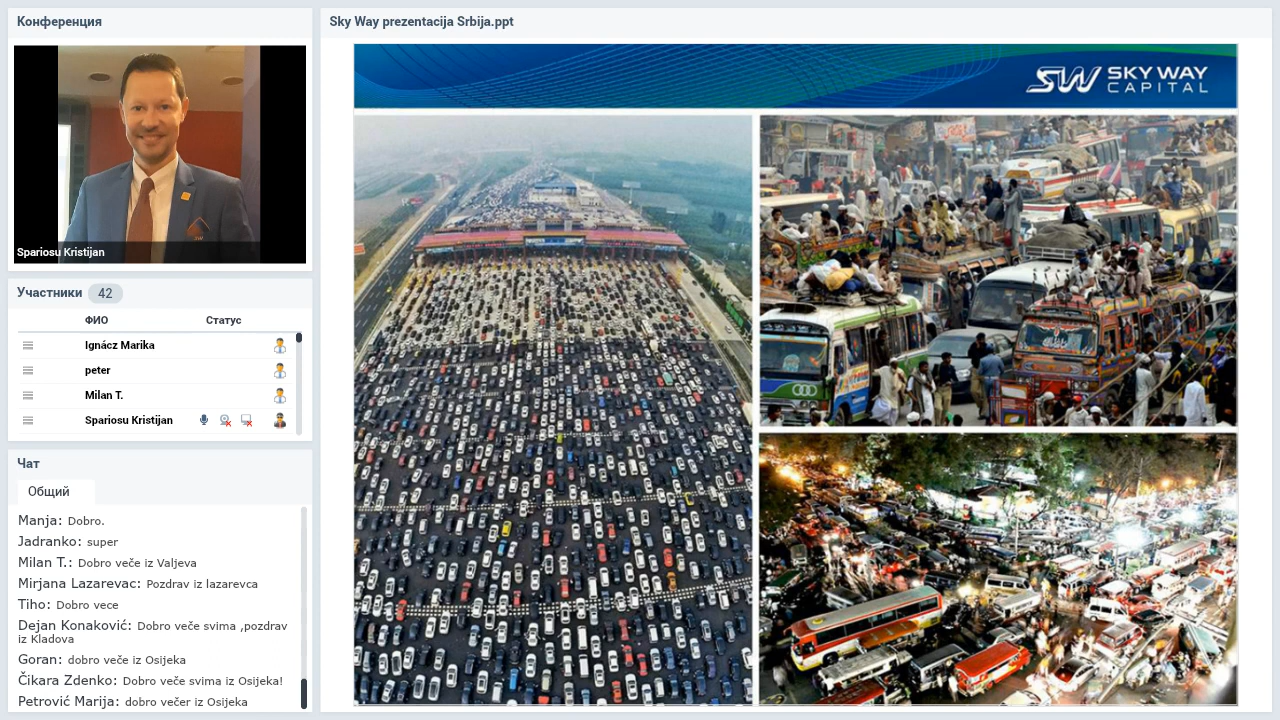 Конференция
Spariosu Kristijan
Участники 42
ФИО Статус
Ignácz Marika
peter
Milan T.
Spariosu Kristijan
Чат
Общий
Manja: Dobro.
Jadranko: super
Milan T.: Dobro veče iz Valjeva
Mirjana Lazarevac: Pozdrav iz lazarevca
Tiho: Dobro vece
Dejan Konaković: Dobro veče svima ,pozdrav
iz Kladova
Goran: dobro veče iz Osijeka
Čikara Zdenko: Dobro veče svima iz Osijeka!
Petrović Marija: dobro večer iz Osijeka
Sky Way prezentacija Srbija.ppt
SW SKY WAY
CAPITAL